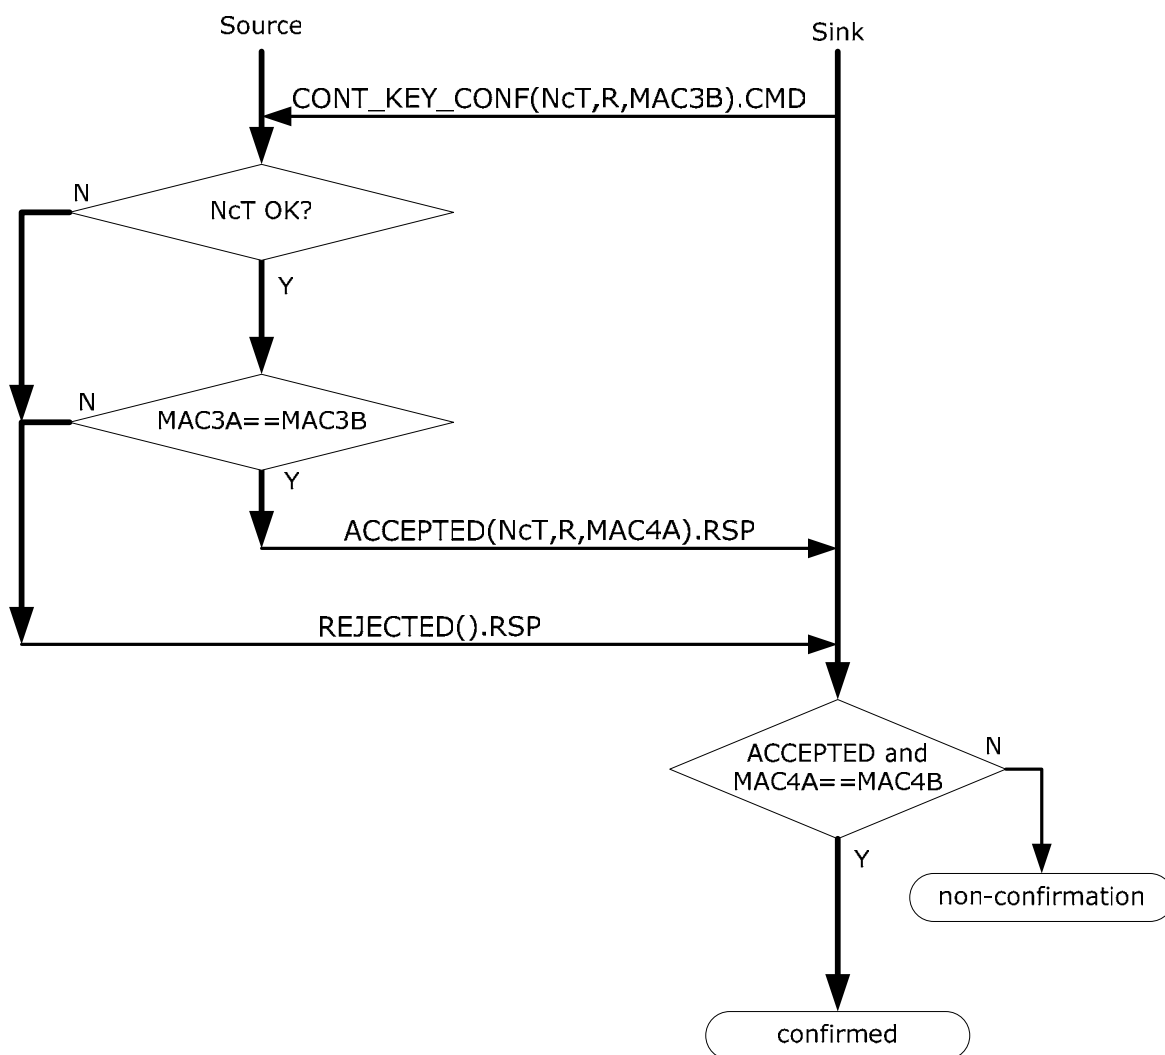 Source
Sink
CONT_KEY_CONF(NcT,R,MAC3B).CMD
N
NcT OK?
Y
N
MAC3A==MAC3B
Y
ACCEPTED(NcT,R,MAC4A).RSP
REJECTED().RSP
ACCEPTED and
MAC4A==MAC4B
N
Y
non-confirmation
confirmed